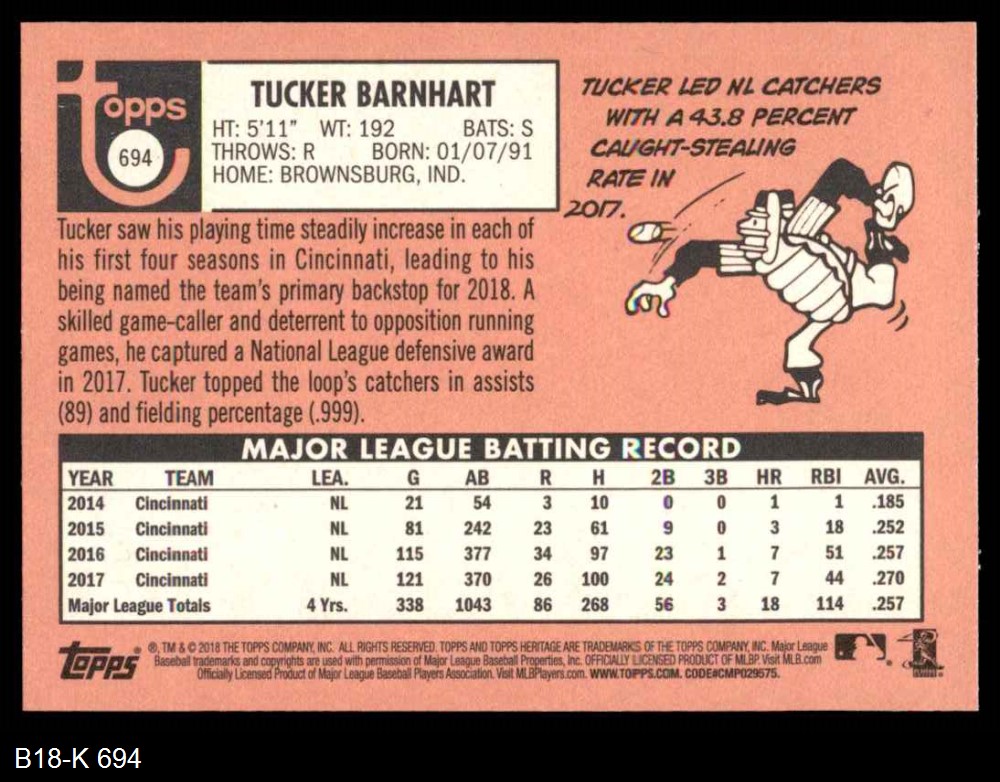 Topps
694
TUCKER BARNHART
HT: 5'11" WT: 192 BATS: S
THROWS: R BORN: 01/07/91
HOME: BROWNSBURG, IND.
TUCKER LED NL CATCHERS
WITH A 43.8 PERCENT
CAUGHT-STEALING
RATE IN
2017.
Tucker saw his playing time steadily increase in each of
his first four seasons in Cincinnati, leading to his
being named the team's primary backstop for 2018. A
skilled game-caller and deterrent to opposition running
games, he captured a National League defensive award
in 2017. Tucker topped the loop's catchers in assists
(89) and fielding percentage (.999).
MAJOR LEAGUE BATTING RECORD
YEAR TEAM LEA. G AB R H 2B 3B HR RBI AVG.
2014 Cincinnati NL 21 54 3 10 0 0 1 1 .185
2015 Cincinnati NL 81 242 23 61 9 0 3 18 .252
2016 Cincinnati NL 115 377 34 97 23 1 7 51 .257
2017 Cincinnati NL 121 370 26 100 24 2 7 44 .270
Major League Totals 4 Yrs. 338 1043 86 268 56 3 18 114 .257
Topps
®, TM & © 2018 THE TOPPS COMPANY, INC. ALL RIGHTS RESERVED. TOPPS AND TOPPS HERITAGE ARE TRADEMARKS OF THE TOPPS COMPANY, INC. Major League
Baseball trademarks and copyrights are used with permission of Major League Baseball Properties, Inc. OFFICIALLY LICENSED PRODUCT OF MLBP. Visit MLB.com
Officially Licensed Product of Major League Baseball Players Association. Visit MLBPlayers.com. WWW.TOPPS.COM. CODE#CMP029575.
B18-K 694